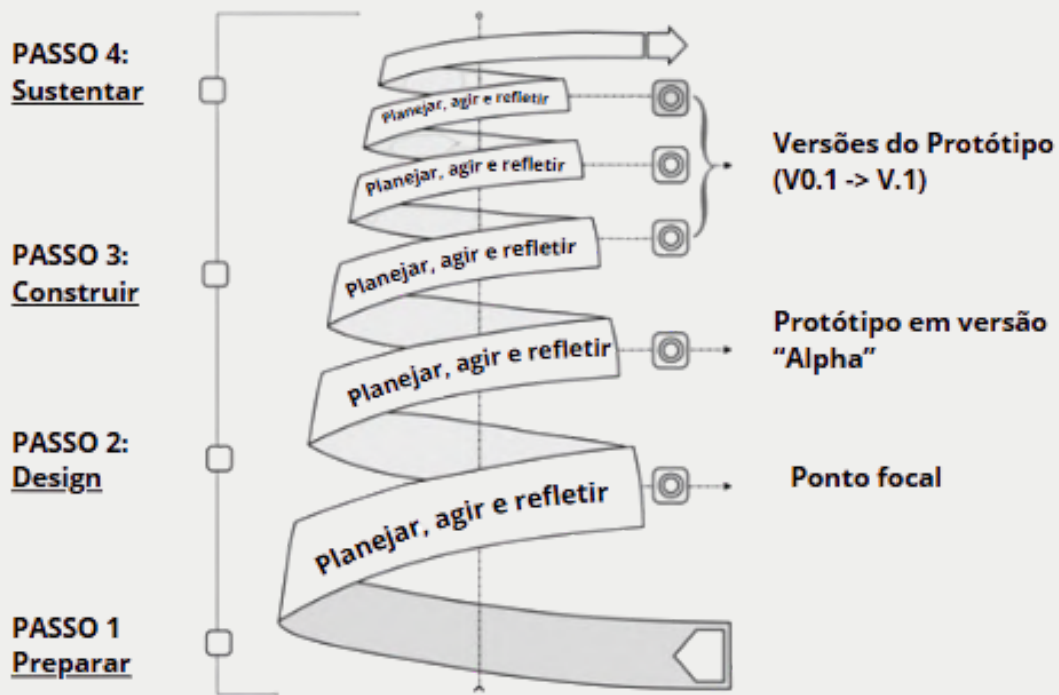 PASSO 4:
Sustentar
Planejar, agir e refletir
Planejar, agir e refletir
Versões do Protótipo
(V0.1 -> V.1)
PASSO 3:
Construir
Planejar, agir e refletir
Planejar, agir e refletir
Protótipo em versão
“Alpha”
PASSO 2:
Design
Planejar, agir e refletir
Ponto focal
PASSO 1
Preparar